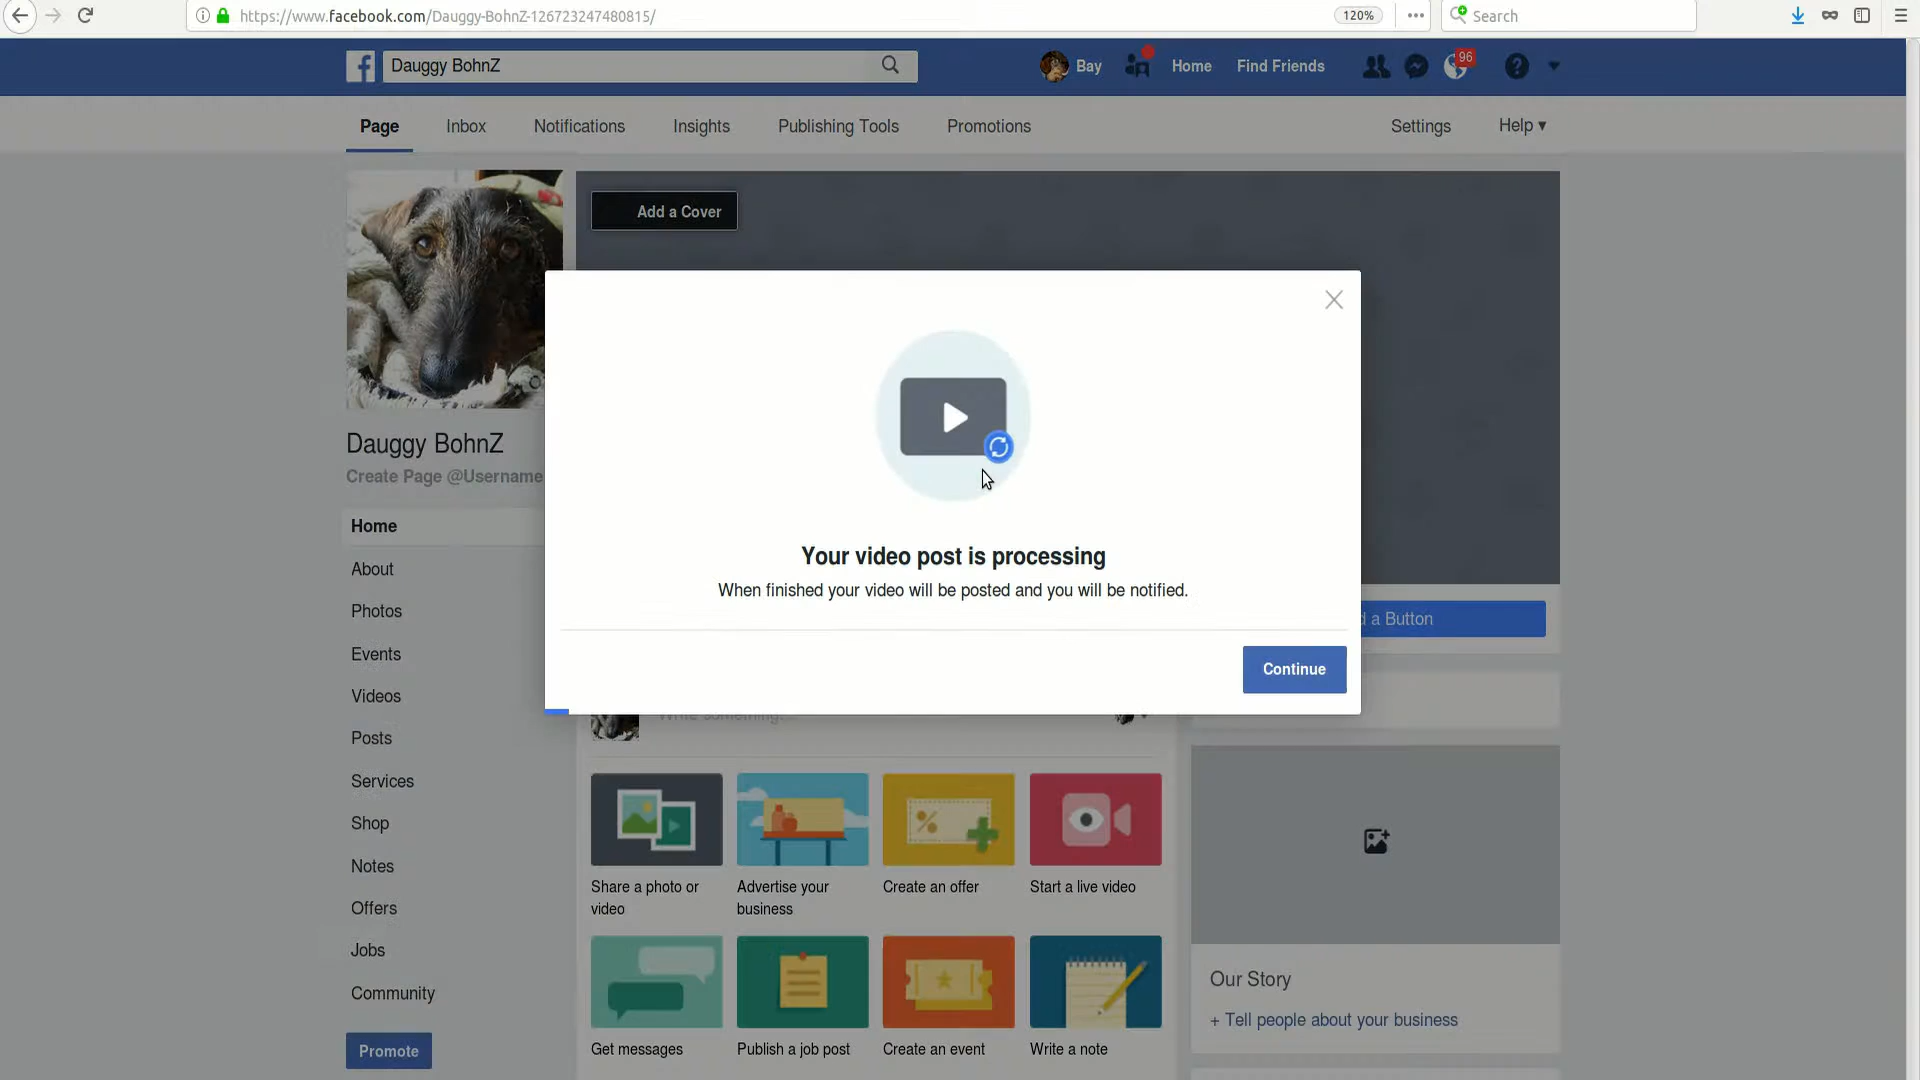 https://www.facebook.com/Dauggy-BohnZ-126723247480815/
120%
Search
Dauggy BohnZ
Bay
Home
Find Friends
96
Page
Inbox
Notifications
Insights
Publishing Tools
Promotions
Settings
Help
Add a Cover
Your video post is processing
When finished your video will be posted and you will be notified.
Continue
d a Button
Dauggy BohnZ
Create Page @Username
Home
About
Photos
Events
Videos
Posts
Services
Shop
Notes
Offers
Jobs
Community
Promote
Write something...
Share a photo or
video
Advertise your
business
Create an offer
Start a live video
Get messages
Publish a job post
Create an event
Write a note
Our Story
+ Tell people about your business